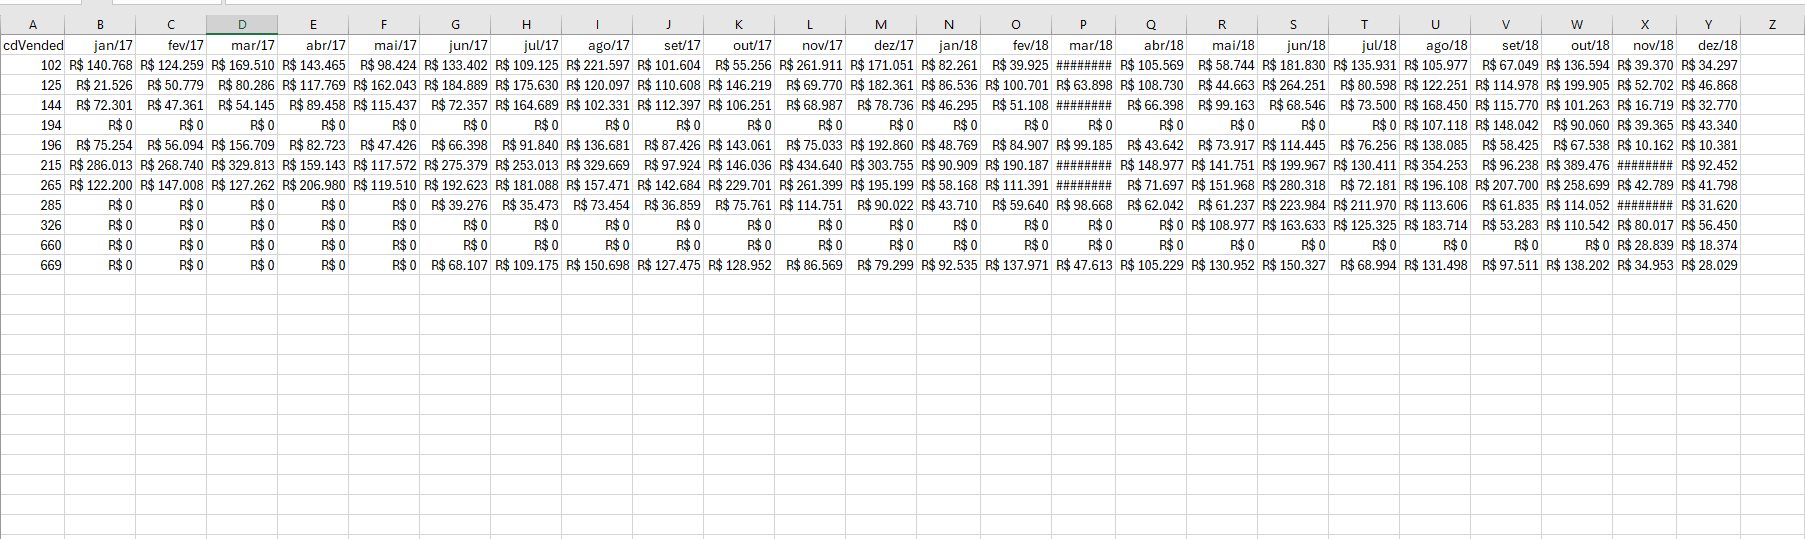 A B C D E F G H I J K L M N O P Q R S T U V W X Y Z
cdVended jan/17 fev/17 mar/17 abr/17 mai/17 jun/17 jul/17 ago/17 set/17 out/17 nov/17 dez/17 jan/18 fev/18 mar/18 abr/18 mai/18 jun/18 jul/18 ago/18 set/18 out/18 nov/18 dez/18
102 R$ 140.768 R$ 124.259 R$ 169.510 R$ 143.465 R$ 98.424 R$ 133.402 R$ 109.125 R$ 221.597 R$ 101.604 R$ 55.256 R$ 261.911 R$ 171.051 R$ 82.261 R$ 39.925 ######## R$ 105.569 R$ 58.744 R$ 181.830 R$ 135.931 R$ 105.977 R$ 67.049 R$ 136.594 R$ 39.370 R$ 34.297
125 R$ 21.526 R$ 50.779 R$ 80.286 R$ 117.769 R$ 162.043 R$ 184.889 R$ 175.630 R$ 120.097 R$ 110.608 R$ 146.219 R$ 69.770 R$ 182.361 R$ 86.536 R$ 100.701 R$ 63.898 R$ 108.730 R$ 44.663 R$ 264.251 R$ 80.598 R$ 122.251 R$ 114.978 R$ 199.905 R$ 52.702 R$ 46.868
144 R$ 72.301 R$ 47.361 R$ 54.145 R$ 89.458 R$ 115.437 R$ 72.357 R$ 164.689 R$ 102.331 R$ 112.397 R$ 106.251 R$ 68.987 R$ 78.736 R$ 46.295 R$ 51.108 ######## R$ 66.398 R$ 99.163 R$ 68.546 R$ 73.500 R$ 168.450 R$ 115.770 R$ 101.263 R$ 16.719 R$ 32.770
194 R$ 0 R$ 0 R$ 0 R$ 0 R$ 0 R$ 0 R$ 0 R$ 0 R$ 0 R$ 0 R$ 0 R$ 0 R$ 0 R$ 0 R$ 0 R$ 0 R$ 0 R$ 0 R$ 0 R$ 107.118 R$ 148.042 R$ 90.060 R$ 39.365 R$ 43.340
196 R$ 75.254 R$ 56.094 R$ 156.709 R$ 82.723 R$ 47.426 R$ 66.398 R$ 91.840 R$ 136.681 R$ 87.426 R$ 143.061 R$ 75.033 R$ 192.860 R$ 48.769 R$ 84.907 R$ 99.185 R$ 43.642 R$ 73.917 R$ 114.445 R$ 76.256 R$ 138.085 R$ 58.425 R$ 67.538 R$ 10.162 R$ 10.381
215 R$ 286.013 R$ 268.740 R$ 329.813 R$ 159.143 R$ 117.572 R$ 275.379 R$ 253.013 R$ 329.669 R$ 97.924 R$ 146.036 R$ 434.640 R$ 303.755 R$ 90.909 R$ 190.187 ######## R$ 148.977 R$ 141.751 R$ 199.967 R$ 130.411 R$ 354.253 R$ 96.238 R$ 389.476 ######## R$ 92.452
265 R$ 122.200 R$ 147.008 R$ 127.262 R$ 206.980 R$ 119.510 R$ 192.623 R$ 181.088 R$ 157.471 R$ 142.684 R$ 229.701 R$ 261.399 R$ 195.199 R$ 58.168 R$ 111.391 ######## R$ 71.697 R$ 151.968 R$ 280.318 R$ 72.181 R$ 196.108 R$ 207.700 R$ 258.699 R$ 42.789 R$ 41.798
285 R$ 0 R$ 0 R$ 0 R$ 0 R$ 0 R$ 39.276 R$ 35.473 R$ 73.454 R$ 36.859 R$ 75.761 R$ 114.751 R$ 90.022 R$ 43.710 R$ 59.640 R$ 98.668 R$ 62.042 R$ 61.237 R$ 223.984 R$ 211.970 R$ 113.606 R$ 61.835 R$ 114.052 ######## R$ 31.620
326 R$ 0 R$ 0 R$ 0 R$ 0 R$ 0 R$ 0 R$ 0 R$ 0 R$ 0 R$ 0 R$ 0 R$ 0 R$ 0 R$ 0 R$ 0 R$ 0 R$ 108.977 R$ 163.633 R$ 125.325 R$ 183.714 R$ 53.283 R$ 110.542 R$ 80.017 R$ 56.450
660 R$ 0 R$ 0 R$ 0 R$ 0 R$ 0 R$ 0 R$ 0 R$ 0 R$ 0 R$ 0 R$ 0 R$ 0 R$ 0 R$ 0 R$ 0 R$ 0 R$ 0 R$ 0 R$ 0 R$ 0 R$ 0 R$ 0 R$ 28.839 R$ 18.374
669 R$ 0 R$ 0 R$ 0 R$ 0 R$ 0 R$ 68.107 R$ 109.175 R$ 150.698 R$ 127.475 R$ 128.952 R$ 86.569 R$ 79.299 R$ 92.535 R$ 137.971 R$ 47.613 R$ 105.229 R$ 130.952 R$ 150.327 R$ 68.994 R$ 131.498 R$ 97.511 R$ 138.202 R$ 34.953 R$ 28.029